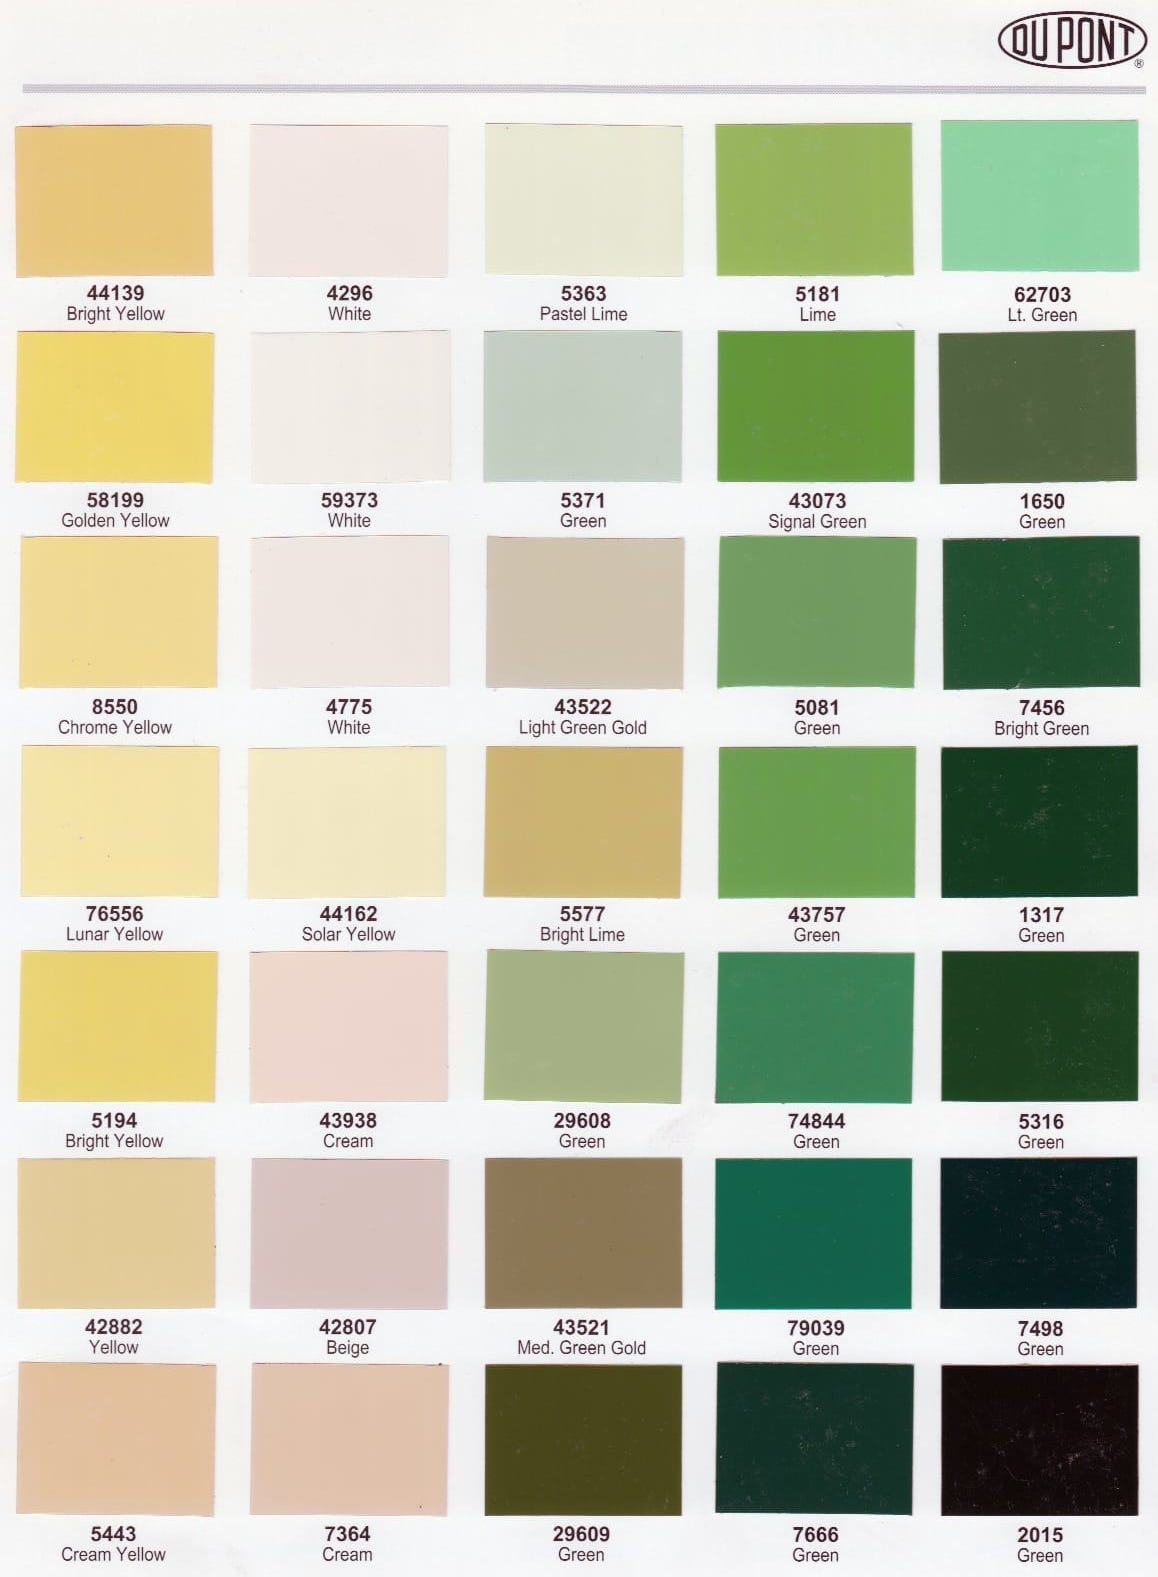 DU PONT
®
44139
Bright Yellow
4296
White
5363
Pastel Lime
5181
Lime
62703
Lt. Green
58199
Golden Yellow
59373
White
5371
Green
43073
Signal Green
1650
Green
8550
Chrome Yellow
4775
White
43522
Light Green Gold
5081
Green
7456
Bright Green
76556
Lunar Yellow
44162
Solar Yellow
5577
Bright Lime
43757
Green
1317
Green
5194
Bright Yellow
43938
Cream
29608
Green
74844
Green
5316
Green
42882
Yellow
42807
Beige
43521
Med. Green Gold
79039
Green
7498
Green
5443
Cream Yellow
7364
Cream
29609
Green
7666
Green
2015
Green